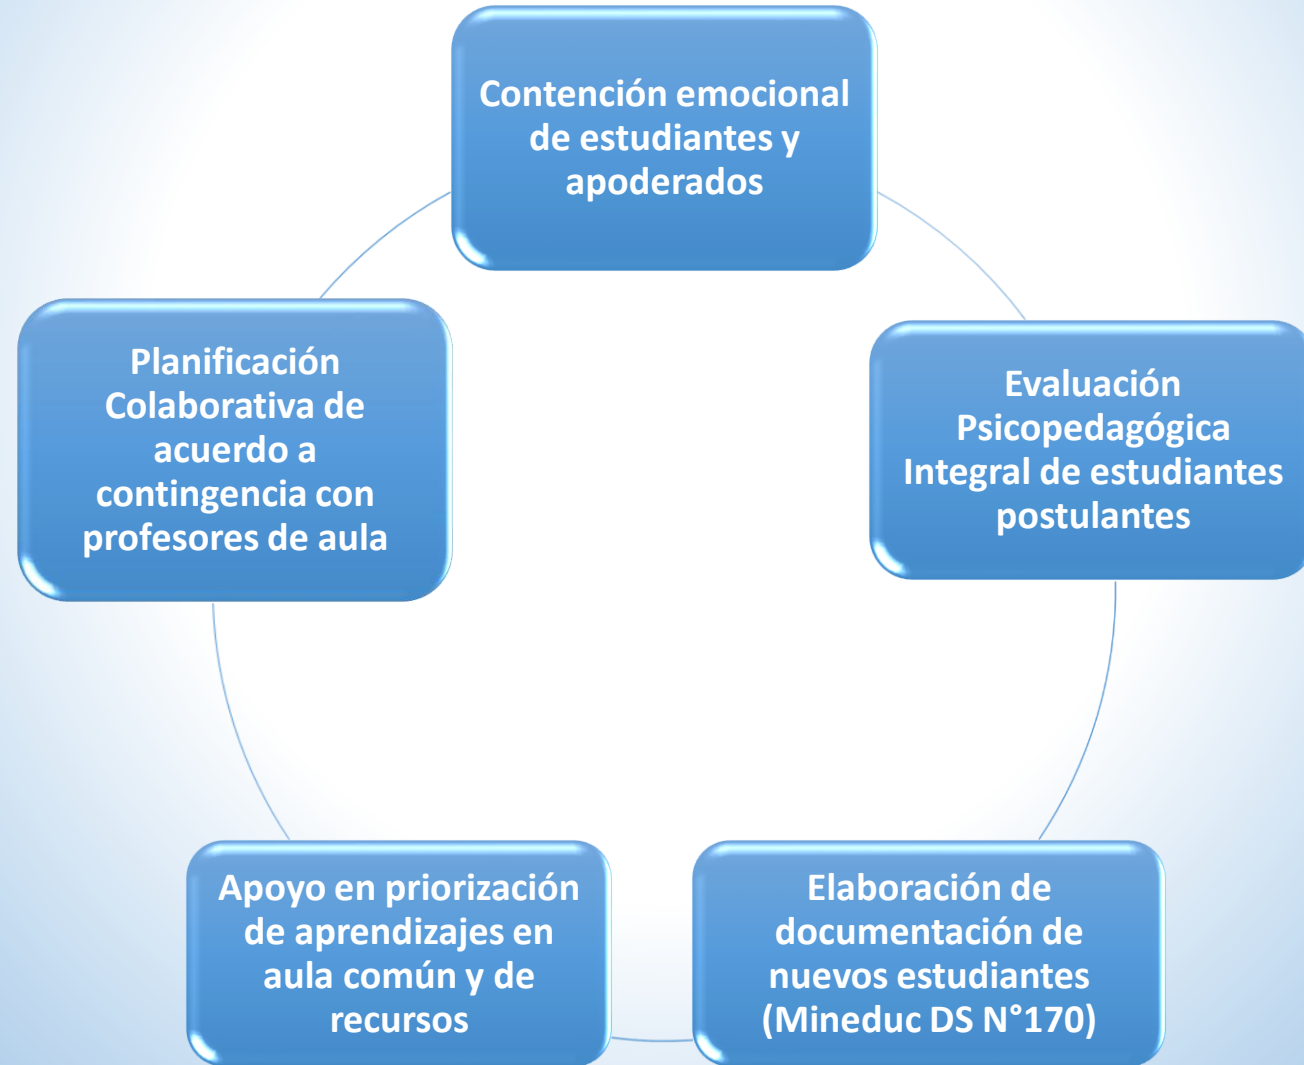 Contención emocional
de estudiantes y
apoderados
Evaluación
Psicopedagógica
Integral de estudiantes
postulantes
Elaboración de
documentación de
nuevos estudiantes
(Mineduc DS N°170)
Apoyo en priorización
de aprendizajes en
aula común y de
recursos
Planificación
Colaborativa de
acuerdo a
contingencia con
profesores de aula